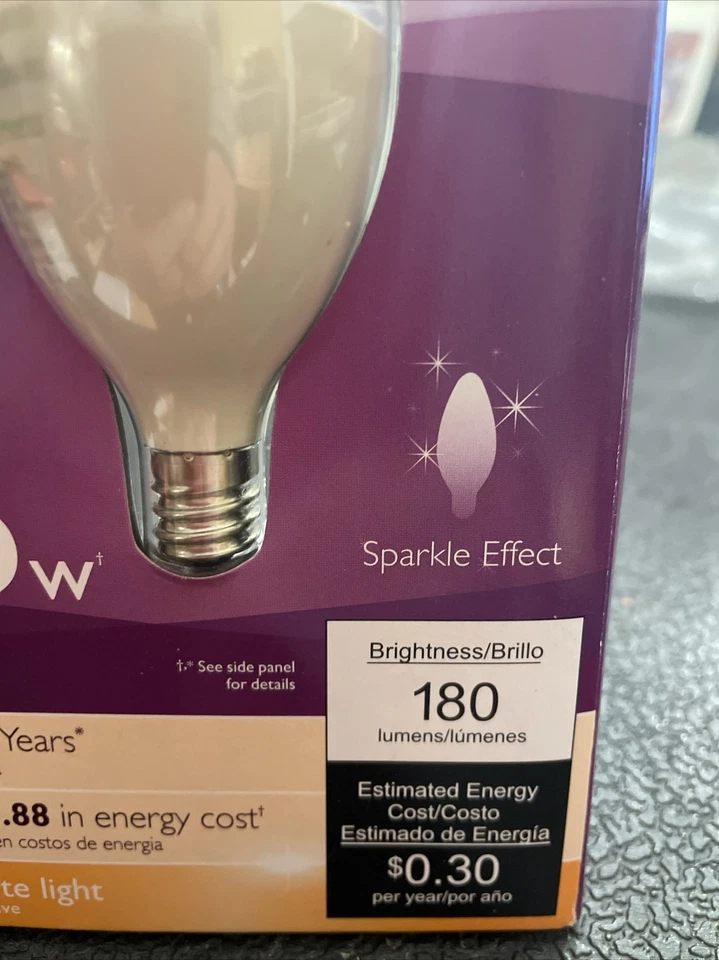 Sparkle Effect
W†
†,* See side panel
for details
Brightness/Brillo
180
lumens/lúmenes
Estimated Energy
Cost/Costo
Estimado de Energía
$0.30
per year/por año
Years*
.88 in energy cost†
en costos de energia
te light
ve